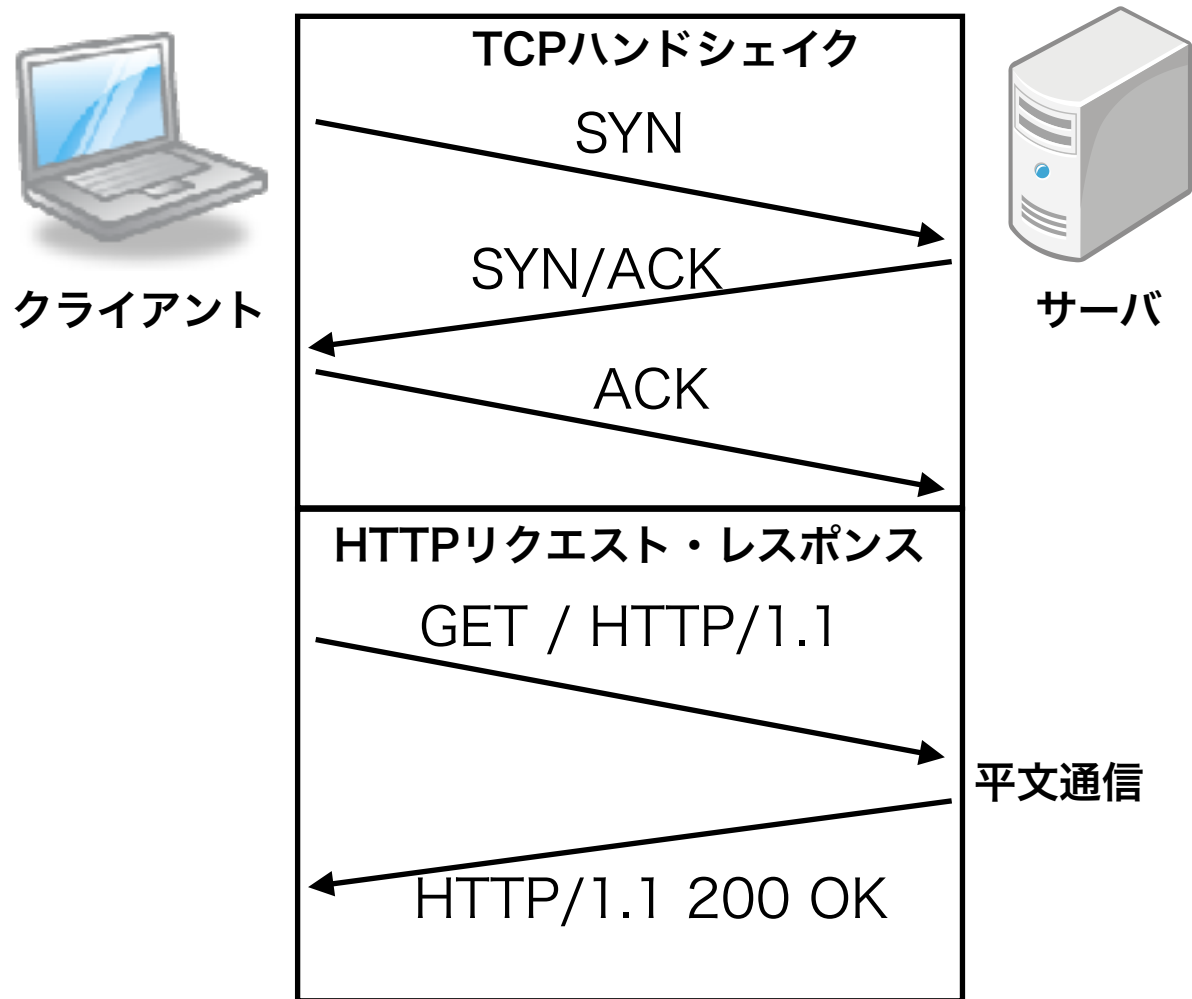 TCPハンドシェイク
SYN
SYN/ACK
クライアント
サーバ
ACK
HTTPリクエスト・レスポンス
GET / HTTP/1.1
平文通信
HTTP/1.1 200 OK